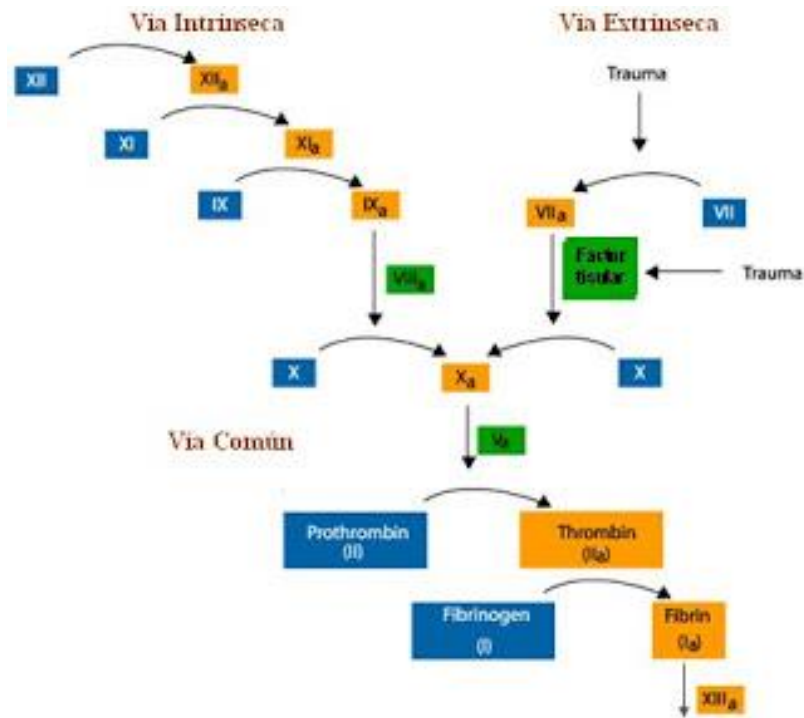 Via Intrinseca
Via Extrinseca
Trauma
XII
XIIa
XI
XIa
IX
IXa
VIIa
VII
VIIIa
Factor
tisular
Trauma
X
Xa
X
Via Común
Va
Prothrombin
(II)
Thrombin
(IIa)
Fibrinogen
(I)
Fibrin
(Ia)
XIIIa